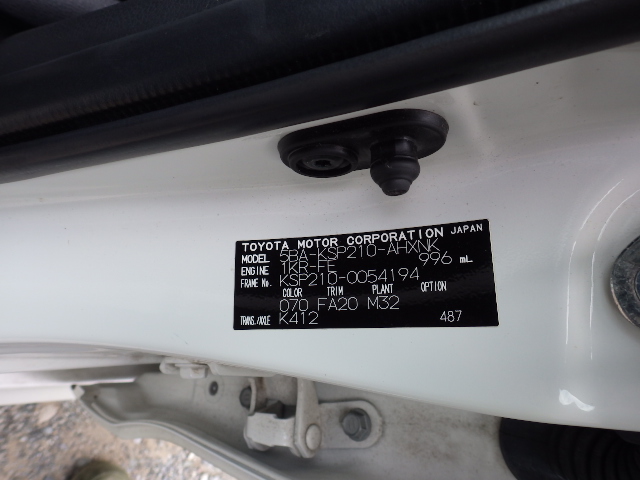 TOYOTA MOTOR CORPORATION JAPAN
MODEL 5BA-KSP210-AHXNK
ENGINE 1KR-FE 996 mL
FRAME No. KSP210-0054194
COLOR TRIM PLANT OPTION
070 FA20 M32
TRANS./AXLE K412 487